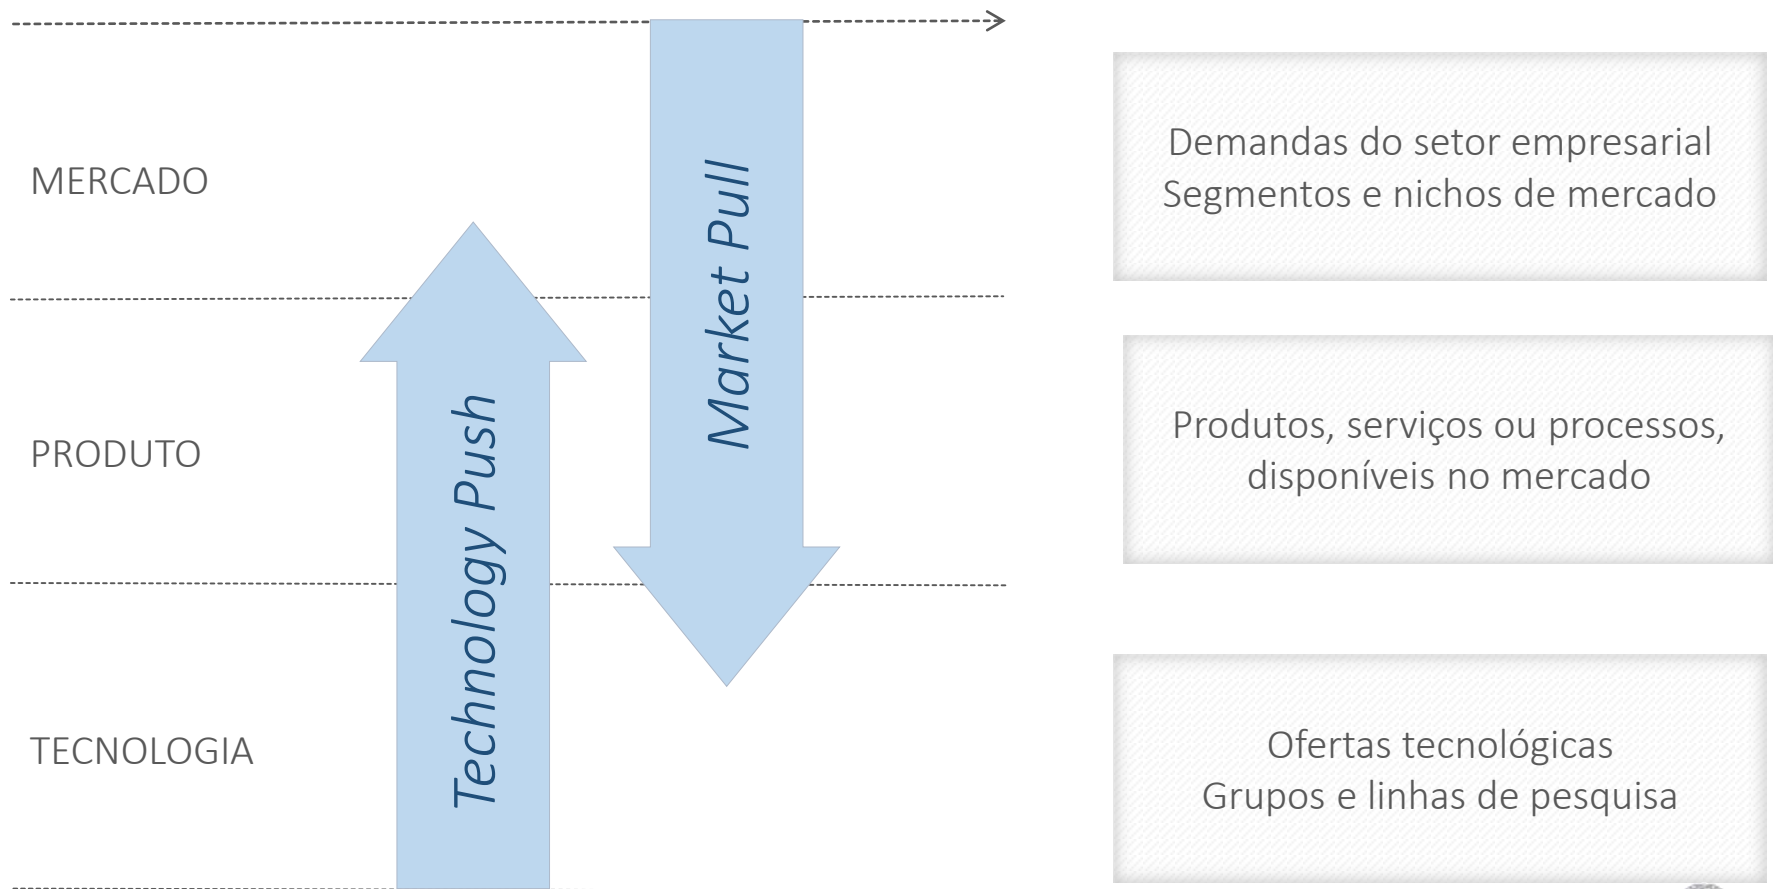 MERCADO
PRODUTO
TECNOLOGIA
Technology Push
Market Pull
Demandas do setor empresarial
Segmentos e nichos de mercado
Produtos, serviços ou processos,
disponíveis no mercado
Ofertas tecnológicas
Grupos e linhas de pesquisa